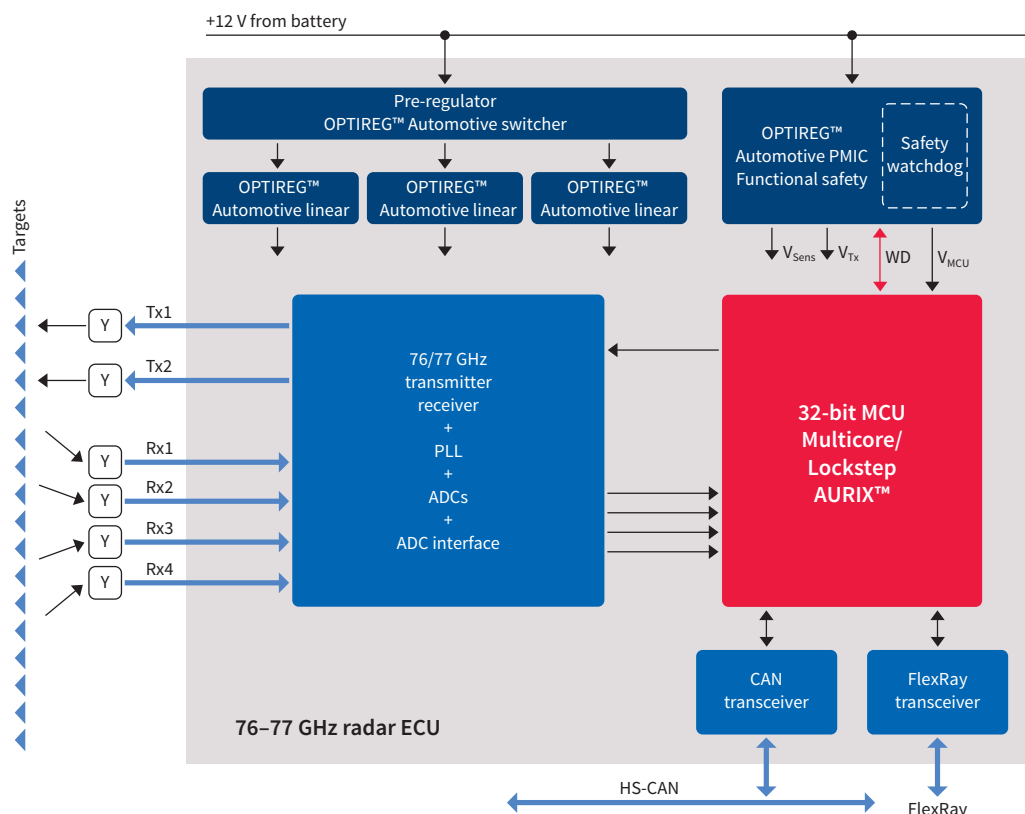 +12 V from battery
Pre-regulator
OPTIREG™ Automotive switcher
OPTIREG™
Automotive PMIC
Functional safety
Safety
watchdog
OPTIREG™
Automotive linear
OPTIREG™
Automotive linear
OPTIREG™
Automotive linear
Targets
VSens
VTx
WD
VMCU
Y
Tx1
Y
Tx2
Y
Rx1
Y
Rx2
Y
Rx3
Y
Rx4
76/77 GHz
transmitter
receiver
+
PLL
+
ADCs
+
ADC interface
32-bit MCU
Multicore/
Lockstep
AURIX™
CAN
transceiver
FlexRay
transceiver
76–77 GHz radar ECU
HS-CAN
FlexRay